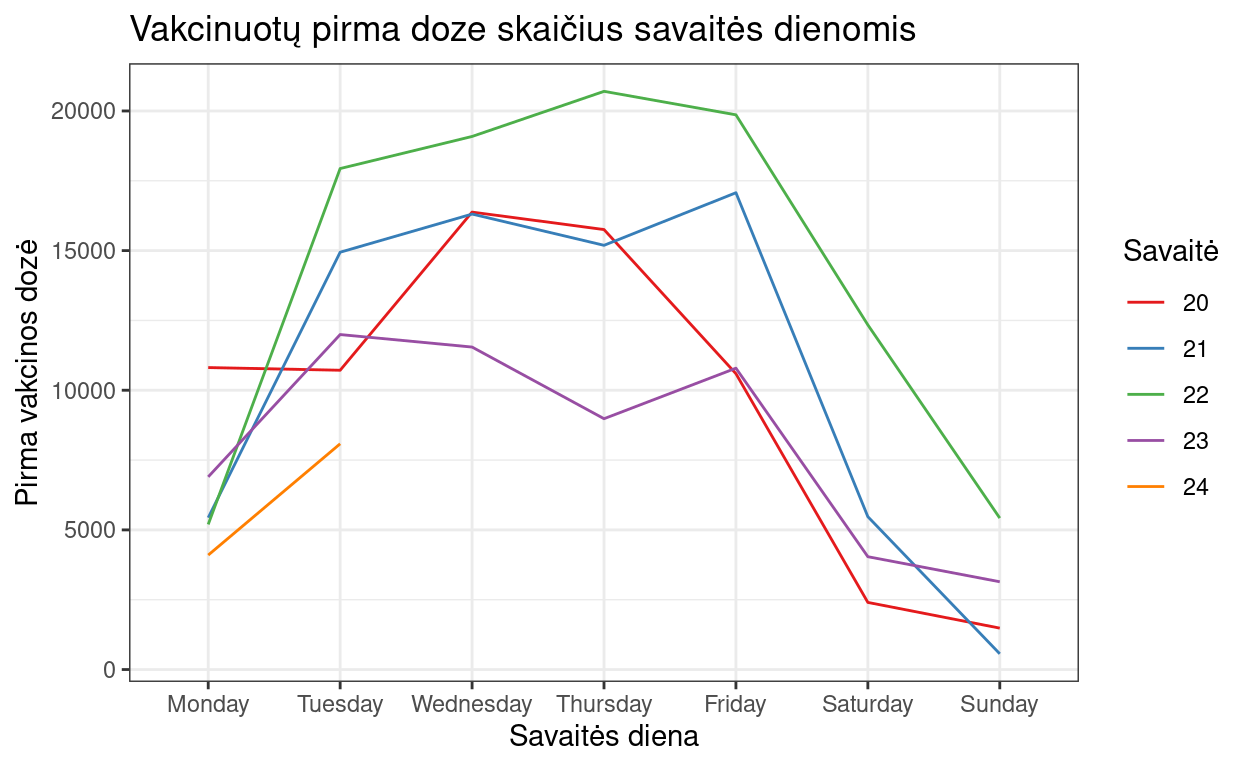 Vakcinuotų pirma doze skaičius savaitės dienomis
Pirma vakcinos dozė
20000
15000
10000
5000
0
Monday Tuesday Wednesday Thursday Friday Saturday Sunday
Savaitės diena
Savaitė
20
21
22
23
24